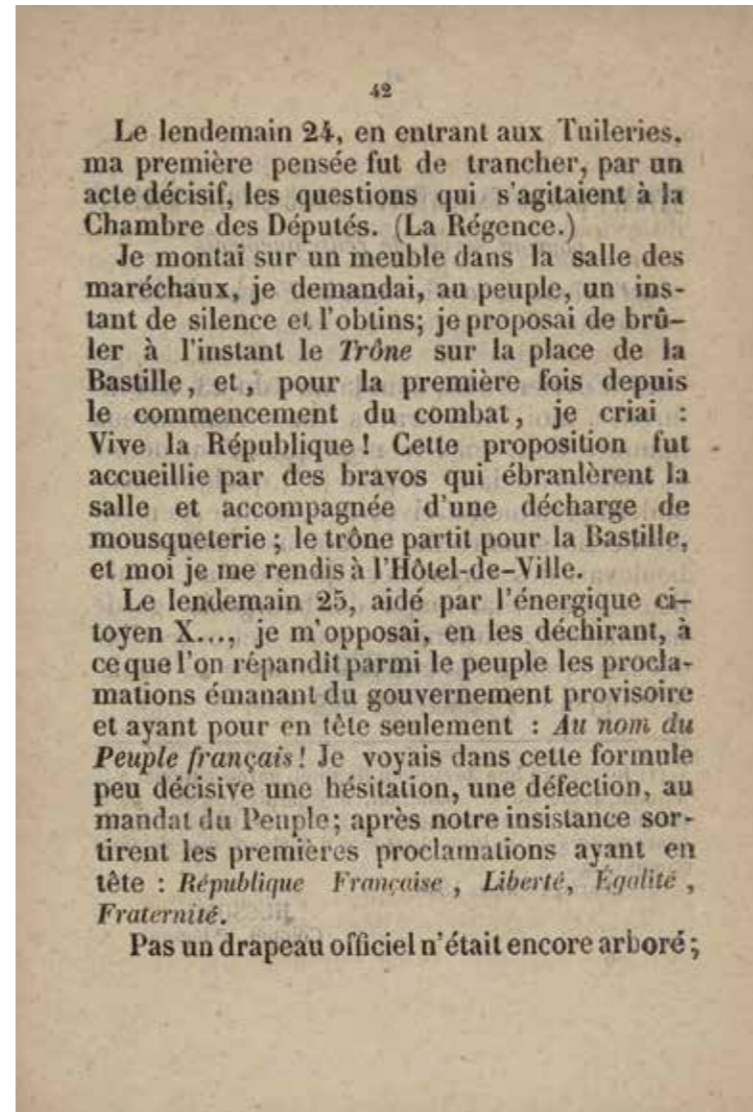 42
Le lendemain 24, en entrant aux Tuileries,
ma première pensée fut de trancher, par un
acte décisif, les questions qui s'agitaient à la
Chambre des Députés. (La Régence.)
Je montai sur un meuble dans la salle des
maréchaux, je demandai, au peuple, un ins-
tant de silence et l'obtins; je proposai de brû-
ler à l'instant le Trône sur la place de la
Bastille, et, pour la première fois depuis
le commencement du combat, je criai :
Vive la République ! Cette proposition fut
accueillie par des bravos qui ébranlèrent la
salle et accompagnée d'une décharge de
mousqueterie ; le trône partit pour la Bastille,
et moi je me rendis à l'Hôtel-de-Ville.
Le lendemain 25, aidé par l'énergique ci-
toyen X..., je m'opposai, en les déchirant, à
ce que l'on répandit parmi le peuple les procla-
mations émanant du gouvernement provisoire
et ayant pour en tête seulement : Au nom du
Peuple français ! Je voyais dans cette formule
peu décisive une hésitation, une défection, au
mandat du Peuple; après notre insistance sor-
tirent les premières proclamations ayant en
tête : République Française , Liberté, Égalité ,
Fraternité.
Pas un drapeau officiel n'était encore arboré ;